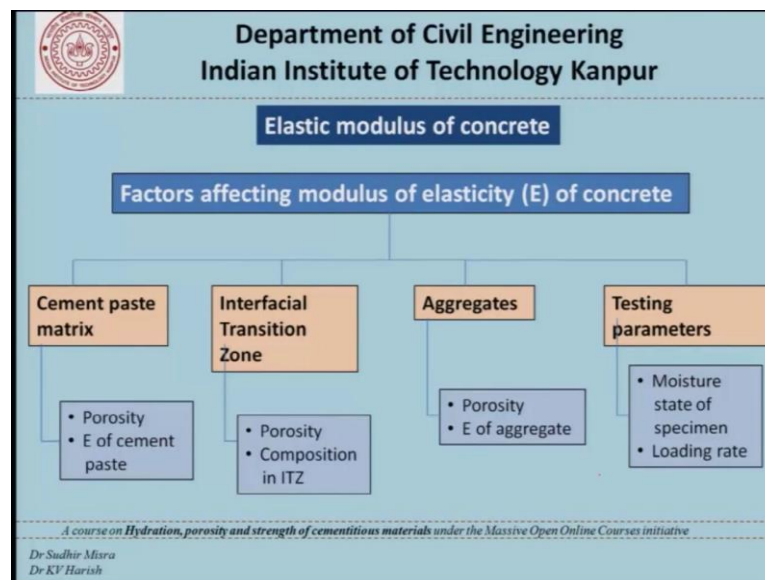 Department of Civil Engineering
Indian Institute of Technology Kanpur
Elastic modulus of concrete
Factors affecting modulus of elasticity (E) of concrete
Cement paste
matrix
• Porosity
• E of cement
paste
Interfacial
Transition
Zone
• Porosity
• Composition
in ITZ
Aggregates
• Porosity
• E of aggregate
Testing
parameters
• Moisture
state of
specimen
• Loading rate
A course on Hydration, porosity and strength of cementitious materials under the Massive Open Online Courses initiative
Dr Sudhir Misra
Dr KV Harish